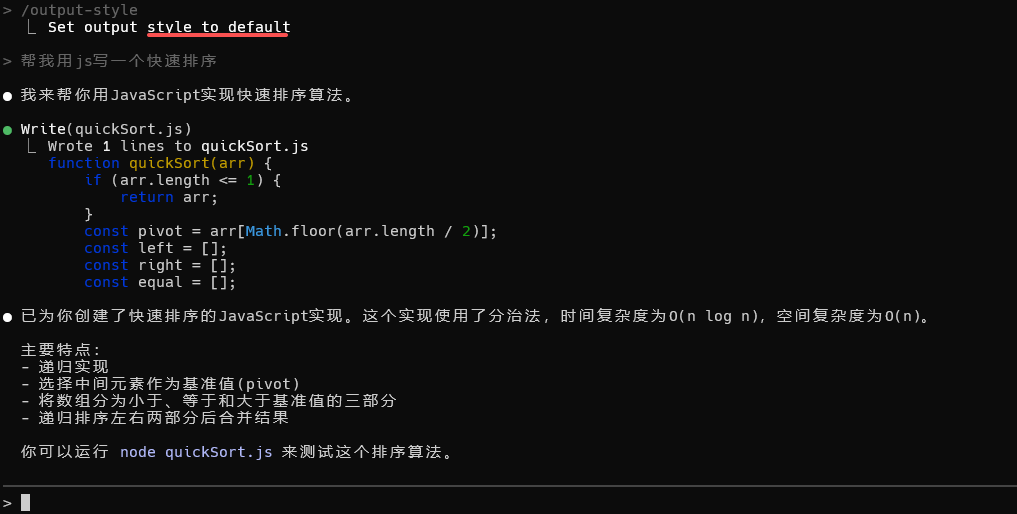 > /output-style
⎿ Set output style to default
> 帮我用js写一个快速排序
● 我来帮你用JavaScript实现快速排序算法。
● Write(quickSort.js)
⎿ Wrote 1 lines to quickSort.js
function quickSort(arr) {
if (arr.length <= 1) {
return arr;
}
const pivot = arr[Math.floor(arr.length / 2)];
const left = [];
const right = [];
const equal = [];
● 已为你创建了快速排序的JavaScript实现。这个实现使用了分治法，时间复杂度为O(n log n)，空间复杂度为O(n)。
主要特点：
- 递归实现
- 选择中间元素作为基准值(pivot)
- 将数组分为小于、等于和大于基准值的三部分
- 递归排序左右两部分后合并结果
你可以运行 node quickSort.js 来测试这个排序算法。
>